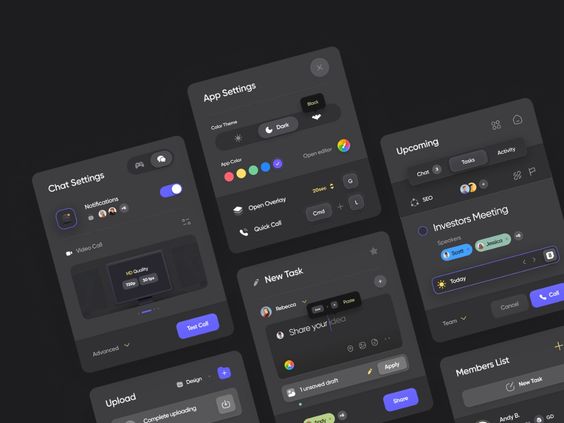 Chat Settings
Notifications
+8
Video Call
HD Quality
720p
30 fps
Test Call
Advanced
Upload
Design
+
Complete uploading
App Settings
Black
Color Theme
Dark
App Color
Open editor
Open Overlay
20sec
G
Quick Call
Cmd
+
L
New Task
Rebecca
Paste
+
Share your idea
1 unsaved draft
Apply
Share
Andy
Upcoming
Chat
3
Tasks
Activity
SEO
+
Investors Meeting
Speakers
Scott
Jessica
+6
Today
Team
Cancel
Call
Members List
+
New Task
Andy B.
GD